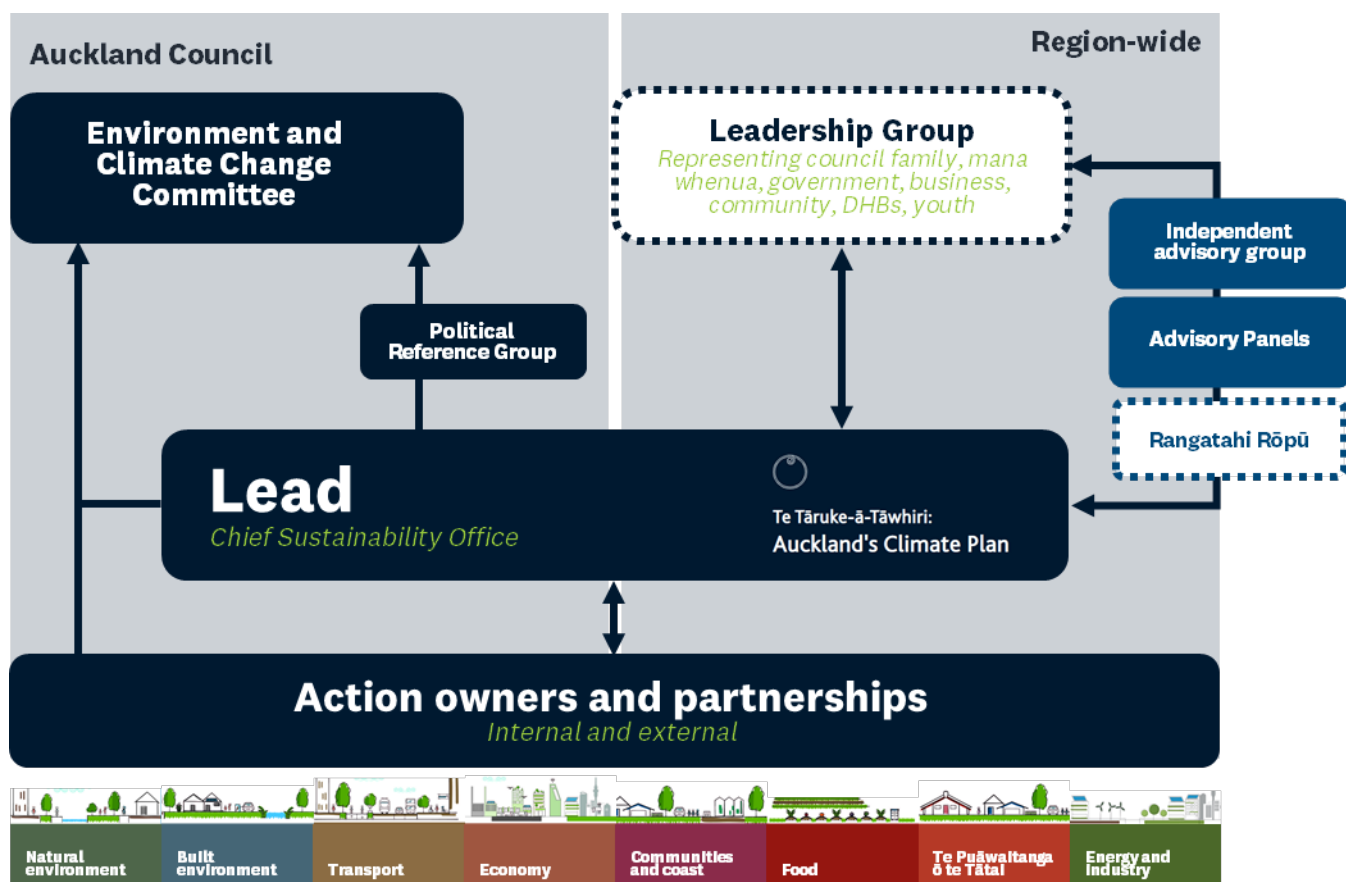 Auckland Council
Region-wide
Environment and
Climate Change
Committee
Leadership Group
Representing council family, mana
whenua, government, business,
community, DHBs, youth
Independent
advisory group
Political
Reference Group
Advisory Panels
Rangatahi Rōpū
Lead
Chief Sustainability Office
Te Tāruke-ā-Tāwhiri:
Auckland's Climate Plan
Action owners and partnerships
Internal and external
Natural
environment
Built
environment
Transport
Economy
Communities
and coast
Food
Te Puāwaitanga
ō te Tātai
Energy and
industry